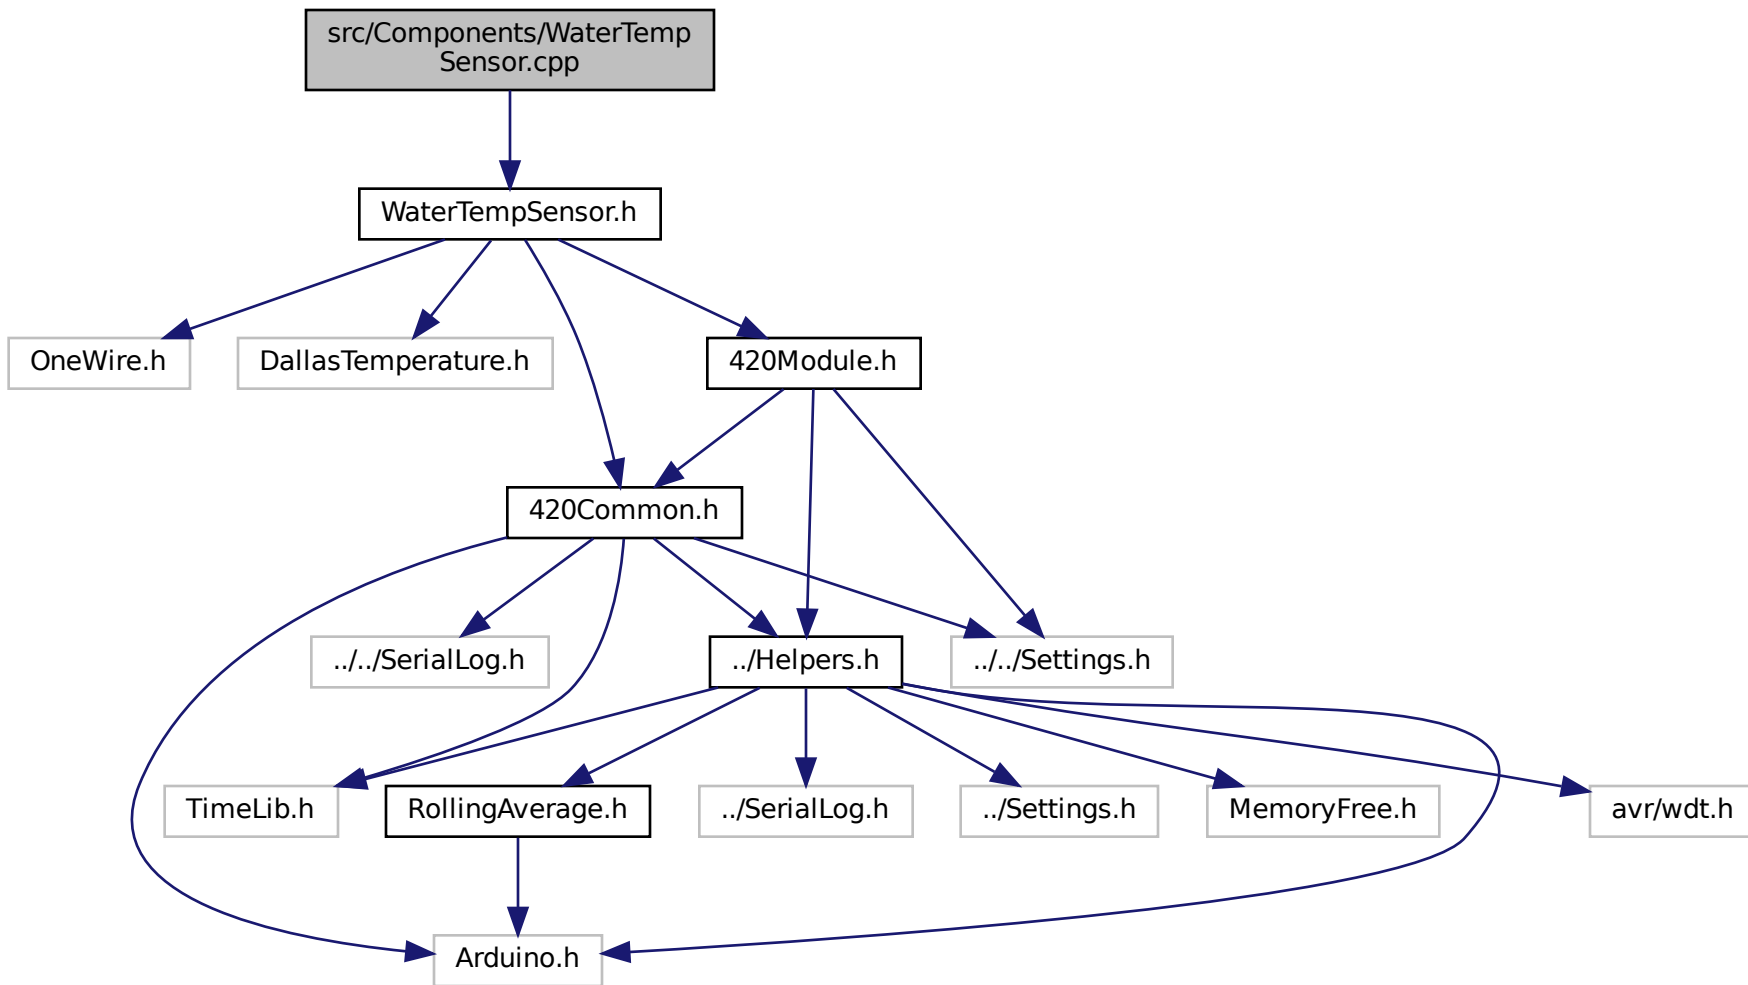 src/Components/WaterTemp
Sensor.cpp
WaterTempSensor.h
OneWire.h
DallasTemperature.h
420Module.h
420Common.h
../../SerialLog.h
../Helpers.h
../../Settings.h
TimeLib.h
RollingAverage.h
../SerialLog.h
../Settings.h
MemoryFree.h
avr/wdt.h
Arduino.h